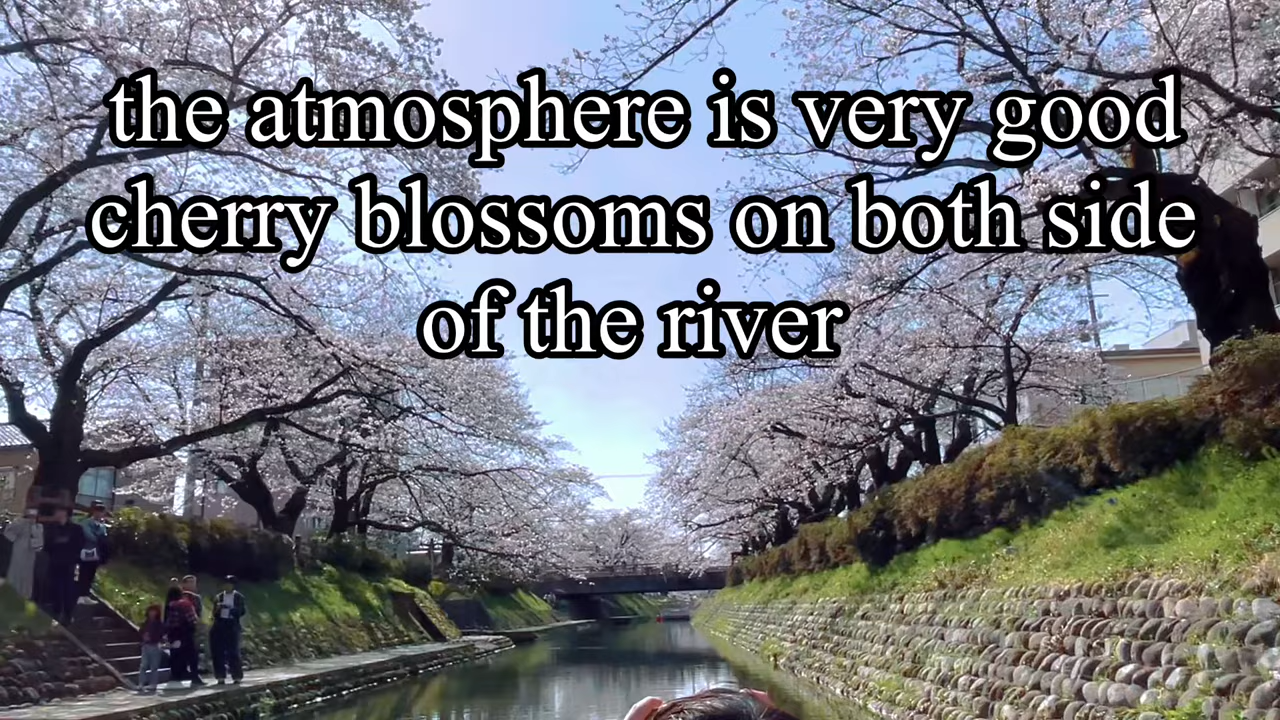 the atmosphere is very good
cherry blossoms on both side
of the river